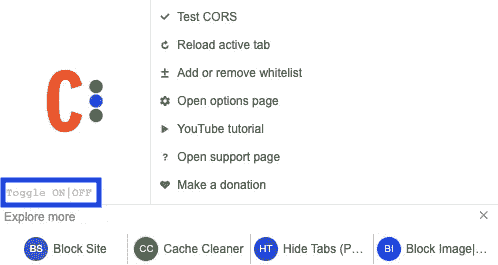 Test CORS
Reload active tab
Add or remove whitelist
Open options page
YouTube tutorial
? Open support page
Make a donation
C:
Toggle ON|OFF
Explore more
BS Block Site
CC Cache Cleaner
HT Hide Tabs (P...
BI Block Image|...